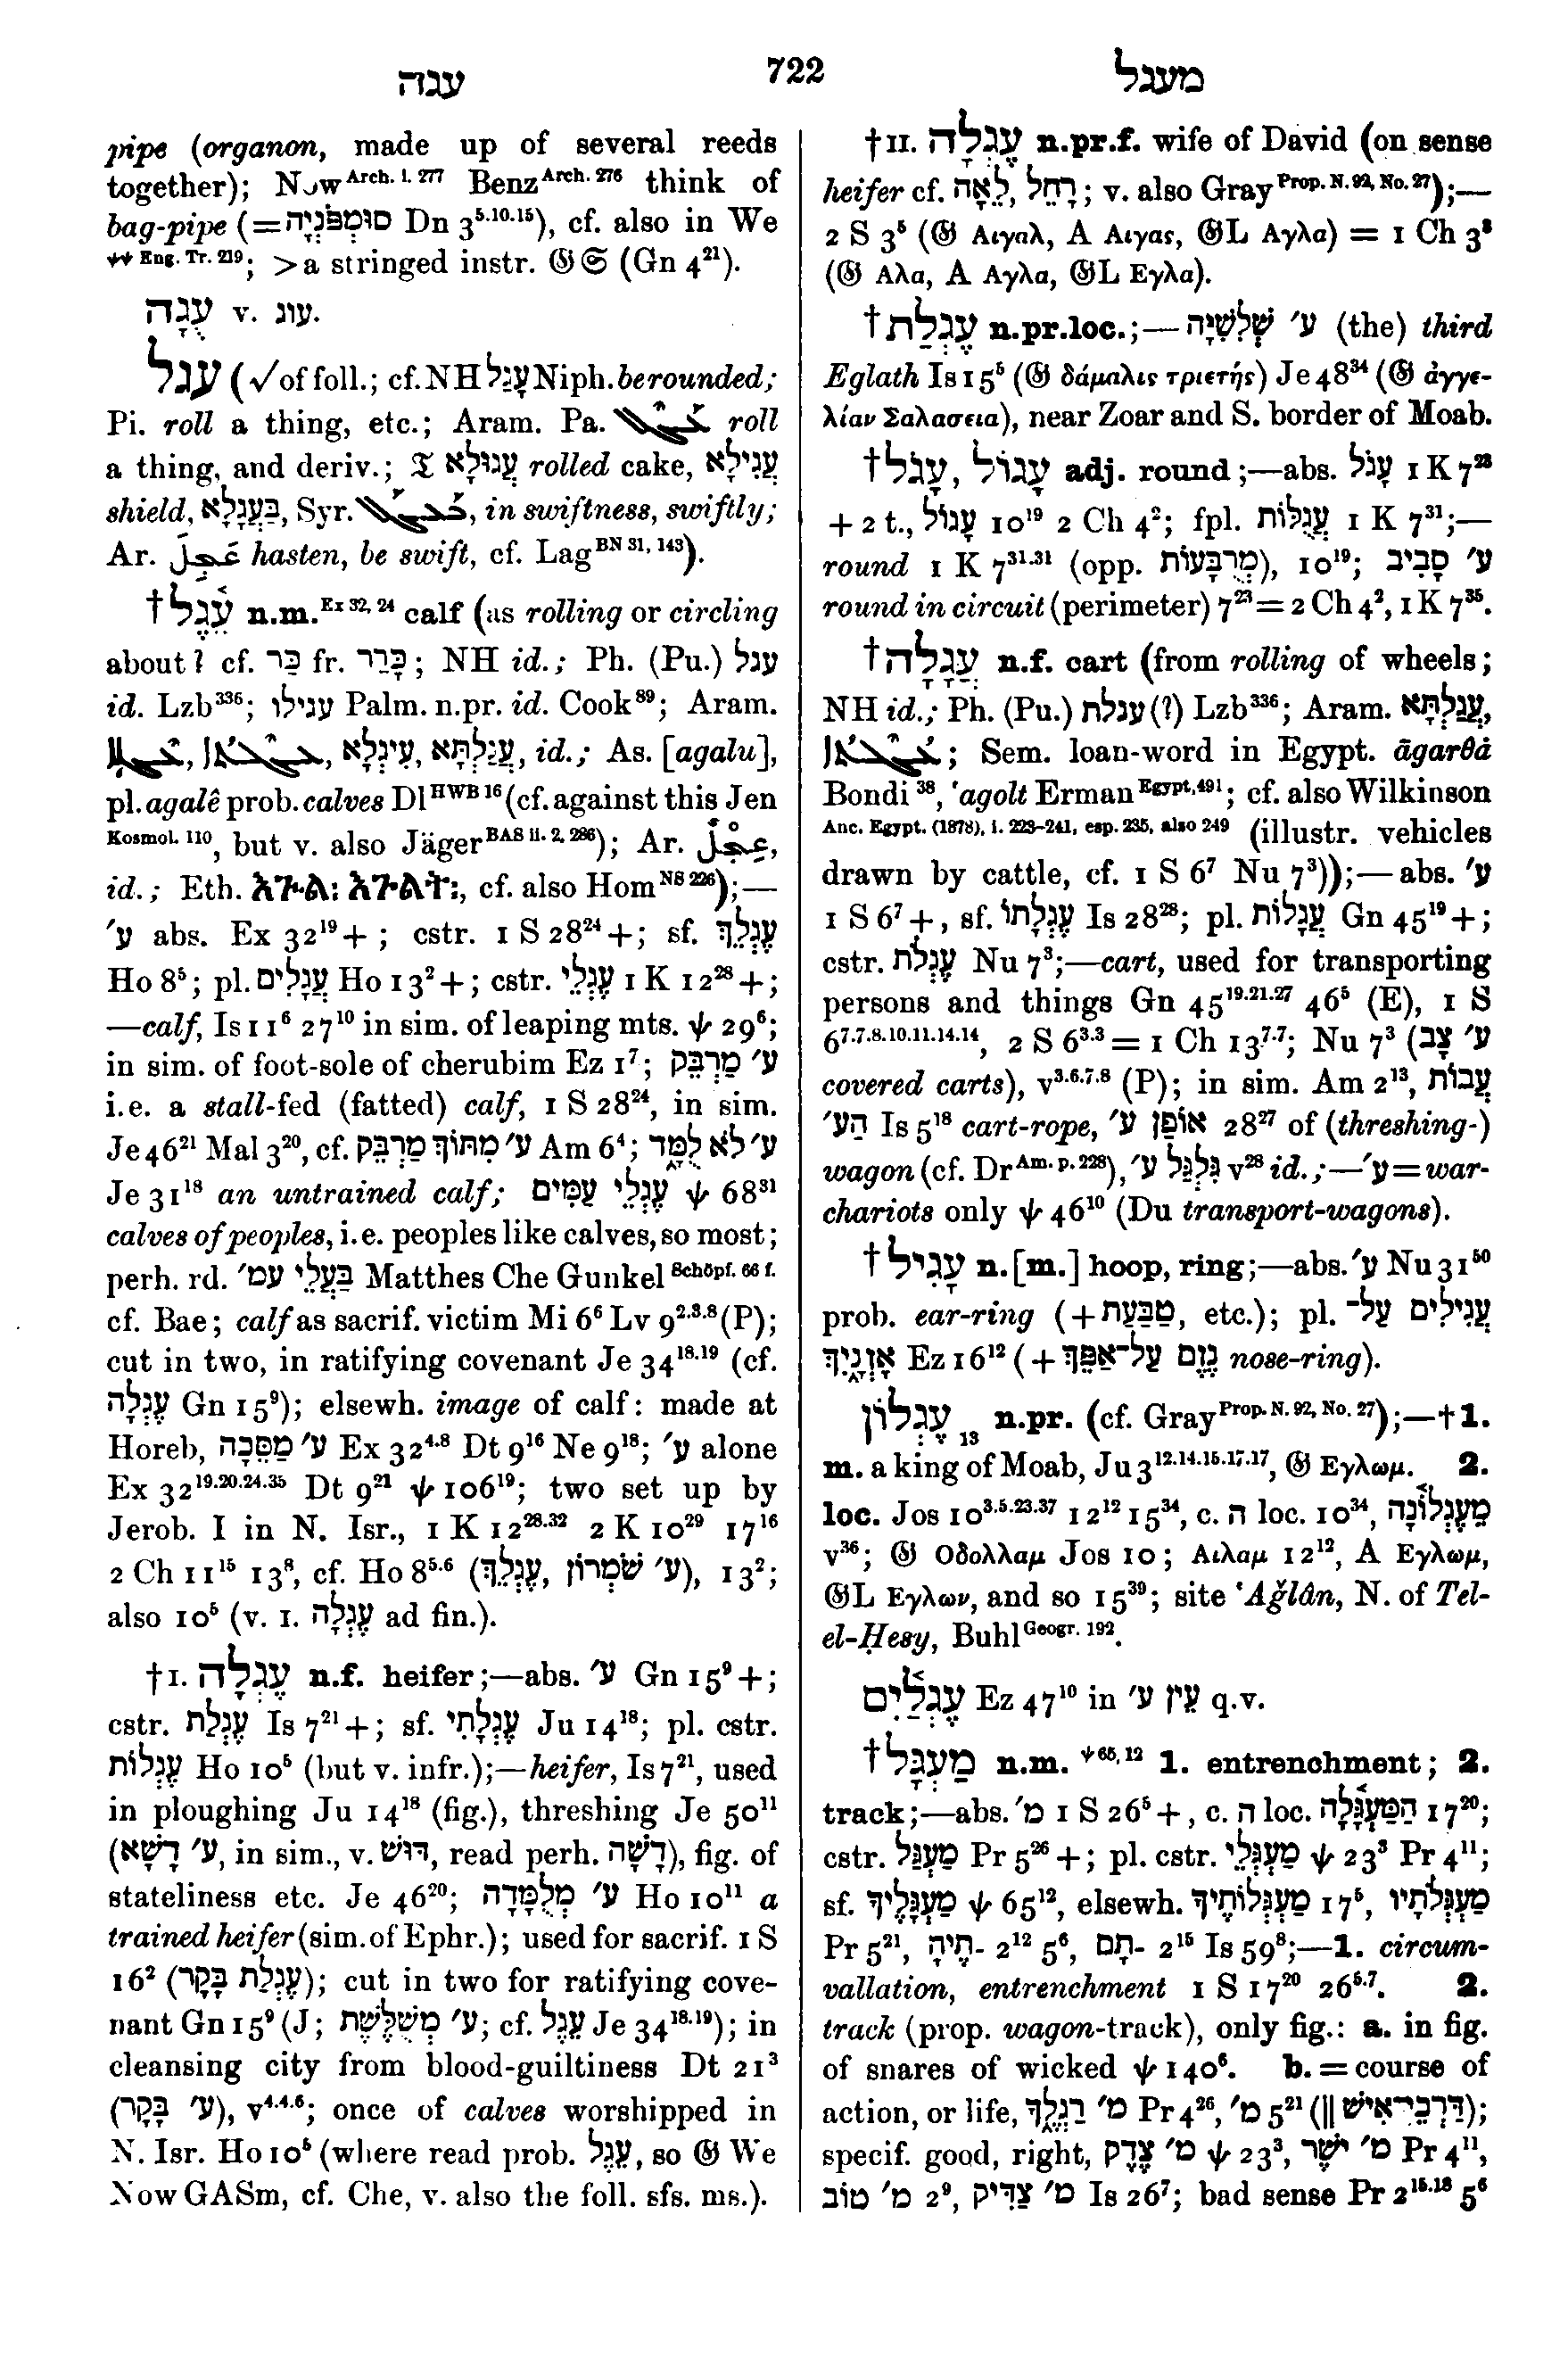 ענה
722
מעגל
pipe (organon, made up of several reeds
together); Now Arch. i. 277 Benz Arch. 276 think of
bag-pipe (=סוּמְפֹּנְיָה Dn 3 5.10.15), cf. also in We
ψψ Eng. Tr. 219; >a stringed instr. 𝔊 𝔖 (Gn 4 21).
עֻגָה v. עוג.
עגל (√ of foll.; cf. NH עָגַל Niph. be rounded;
Pi. roll a thing, etc.; Aram. Pa. roll
a thing, and deriv.; 𝔗 עֲגוּלָא rolled cake, עֲגִילָא
shield, בַּעֲגָלָא, Syr. , in swiftness, swiftly;
Ar. عَجِلَ hasten, be swift, cf. Lag BN 31, 143).
† עֵגֶל n.m. Ex 32, 24 calf (as rolling or circling
about? cf. כַּר fr. כָּרַר; NH id.; Ph. (Pu.) עגל
id. Lzb 336; עגילו Palm. n.pr. id. Cook 89; Aram.
עִיגְלָא, עֲגַלְתָּא, id.; As. [agalu],
pl. agalê prob. calves Dl HWB 16 (cf. against this Jen
Kosmol. 110, but v. also Jäger BAS ii. 2, 286); Ar. عِجْلٌ,
id.; Eth. እጕል፡ እጕልት፡, cf. also Hom NS 226);—
ע׳ abs. Ex 32 19 +; cstr. 1 S 28 24 +; sf. עֶגְלֵךְ
Ho 8 5; pl. עֲגָלִים Ho 13 2 +; cstr. עֶגְלֵי 1 K 12 28 +;
—calf, Is 11 6 27 10 in sim. of leaping mts. ψ 29 6;
in sim. of foot-sole of cherubim Ez 1 7; ע׳ מַרְבֵּק
i.e. a stall-fed (fatted) calf, 1 S 28 24, in sim.
Je 46 21 Mal 3 20, cf. ע׳ מִתּוֹךְ מַרְבֵּק Am 6 4; ע׳ לֹא לֻמָּד
Je 31 18 an untrained calf; עֶגְלֵי עַמִּים ψ 68 31
calves of peoples, i.e. peoples like calves, so most;
perh. rd. בַּעֲלֵי עמ׳ Matthes Che Gunkel Schöpf. 66 f.
cf. Bae; calf as sacrif. victim Mi 6 6 Lv 9 2.3.8 (P);
cut in two, in ratifying covenant Je 34 18.19 (cf.
עֶגְלָה Gn 15 9); elsewh. image of calf: made at
Horeb, ע׳ מַסֵּכָה Ex 32 4.8 Dt 9 16 Ne 9 18; ע׳ alone
Ex 32 19.20.24.35 Dt 9 21 ψ 106 19; two set up by
Jerob. I in N. Isr., 1 K 12 28.32 2 K 10 29 17 16
2 Ch 11 15 13 8, cf. Ho 8 5.6 (עֶגְלֵךְ, ע׳ שֹׁמְרוֹן), 13 2;
also 10 5 (v. I. עֶגְלָה ad fin.).
†I. עֶגְלָה n.f. heifer;—abs. ע׳ Gn 15 9 +;
cstr. עֶגְלַת Is 7 21 +; sf. עֶגְלָתִי Ju 14 18; pl. cstr.
עֶגְלוֹת Ho 10 5 (but v. infr.);—heifer, Is 7 21, used
in ploughing Ju 14 18 (fig.), threshing Je 50 11
(ע׳ דָּשָׁא, in sim., v. דּוּשׁ, read perh. דָּשָׁה), fig. of
stateliness etc. Je 46 20; ע׳ מְלֻמָּדָה Ho 10 11 a
trained heifer (sim. of Ephr.); used for sacrif. 1 S
16 2 (עֶגְלַת בָּקָר); cut in two for ratifying cove-
nant Gn 15 9 (J; ע׳ מְשֻׁלֶּשֶׁת; cf. עֵגֶל Je 34 18.19); in
cleansing city from blood-guiltiness Dt 21 3
(ע׳ בָּקָר), v 4.4.6; once of calves worshipped in
N. Isr. Ho 10 5 (where read prob. עֵגֶל, so 𝔊 We
Now GASm, cf. Che, v. also the foll. sfs. ms.).
†II. עֶגְלָה n.pr.f. wife of David (on sense
heifer cf. לֵאָה, רָחֵל; v. also Gray Prop. N. 92, No. 27);—
2 S 3 5 (𝔊 Αιγαλ, A Αιγας, 𝔊L Αγλα) = 1 Ch 3 3
(𝔊 Αλα, A Αγλα, 𝔊L Εγλα).
† עֶגְלַת n.pr.loc.;—ע׳ שְׁלִשִׁיָּה (the) third
Eglath Is 15 5 (𝔊 δάμαλις τριετής) Je 48 34 (𝔊 ἀγγε-
λίαν Σαλασεια), near Zoar and S. border of Moab.
† עָגֹל, עָגוֹל adj. round;—abs. עָגֹל 1 K 7 23
+ 2 t., עָגוֹל 10 19 2 Ch 4 2; fpl. עֲגֻלּוֹת 1 K 7 31;—
round 1 K 7 31.31 (opp. מְרֻבָּעוֹת), 10 19; ע׳ סָבִיב
round in circuit (perimeter) 7 23 = 2 Ch 4 2, 1 K 7 35.
† עֲגָלָה n.f. cart (from rolling of wheels;
NH id.; Ph. (Pu.) עגלת (?) Lzb 336; Aram. עֲגַלְתָּא,
; Sem. loan-word in Egypt. āgarθȧ
Bondi 38, ʿagolt Erman Egypt, 491; cf. also Wilkinson
Anc. Egypt. (1878), i. 223–241, esp. 235, also 249 (illustr. vehicles
drawn by cattle, cf. 1 S 6 7 Nu 7 3));—abs. ע׳
1 S 6 7 +, sf. עֶגְלָתוֹ Is 28 28; pl. עֲגָלוֹת Gn 45 19 +;
cstr. עֶגְלֹת Nu 7 3;—cart, used for transporting
persons and things Gn 45 19.21.27 46 5 (E), 1 S
6 7.7.8.10.11.14.14, 2 S 6 3.3 = 1 Ch 13 7.7; Nu 7 3 (ע׳ צָב
covered carts), v 3.6.7.8 (P); in sim. Am 2 13, עֲבוֹת
הַע׳ Is 5 18 cart-rope, אוֹפַן ע׳ 28 27 of (threshing-)
wagon (cf. Dr Am. p. 228), גִּלְגַּל ע׳ v 28 id.;—ע׳ = war-
chariots only ψ 46 10 (Du transport-wagons).
† עָגִיל n.[m.] hoop, ring;—abs. ע׳ Nu 31 50
prob. ear-ring (+טַבַּעַת, etc.); pl. עֲגִילִים עַל־
אָזְנָיִךְ Ez 16 12 (+נֶזֶם עַל־אַפֵּךְ nose-ring).
עֶגְלוֹן 13 n.pr. (cf. Gray Prop. N. 92, No. 27);—†1.
m. a king of Moab, Ju 3 12.14.15.17.17, 𝔊 Εγλωμ. 2.
loc. Jos 10 3.5.23.37 12 12 15 34, c. ה loc. 10 34, מֵעֶגְלוֹנָה
v 36; 𝔊 Οδολλαμ Jos 10; Αιλαμ 12 12, A Εγλωμ,
𝔊L Εγλων, and so 15 39; site ʿAǧlân, N. of Tel-
el-Ḥesy, Buhl Geogr. 192.
עֶגְלַיִם Ez 47 10 in עֵין ע׳ q.v.
† מַעְגָּל n.m. ψ 65, 12 1. entrenchment; 2.
track;—abs. מ׳ 1 S 26 5 +, c. ה loc. הַמַּעְגָּלָה 17 20;
cstr. מַעְגַּל Pr 5 26 +; pl. cstr. מַעְגְּלֵי ψ 23 3 Pr 4 11;
sf. מַעְגָּלֶיךָ ψ 65 12, elsewh. מַעְגְּלוֹתֶיךָ 17 5, מַעְגְּלֹתָיו
Pr 5 21, ־תֶיהָ 2 12 5 6, ־תָם 2 15 Is 59 8;—1. circum-
vallation, entrenchment 1 S 17 20 26 5.7. 2.
track (prop. wagon-track), only fig.: a. in fig.
of snares of wicked ψ 140 6. b. = course of
action, or life, מ׳ רַגְלֶךָ Pr 4 26, מ׳ 5 21 (‖ דַּרְכֵי־אִישׁ);
specif. good, right, מ׳ צֶדֶק ψ 23 3, מ׳ ישֶׁר Pr 4 11,
מ׳ טוֹב 2 9, מ׳ צַדִּיק Is 26 7; bad sense Pr 2 15.18 5 6